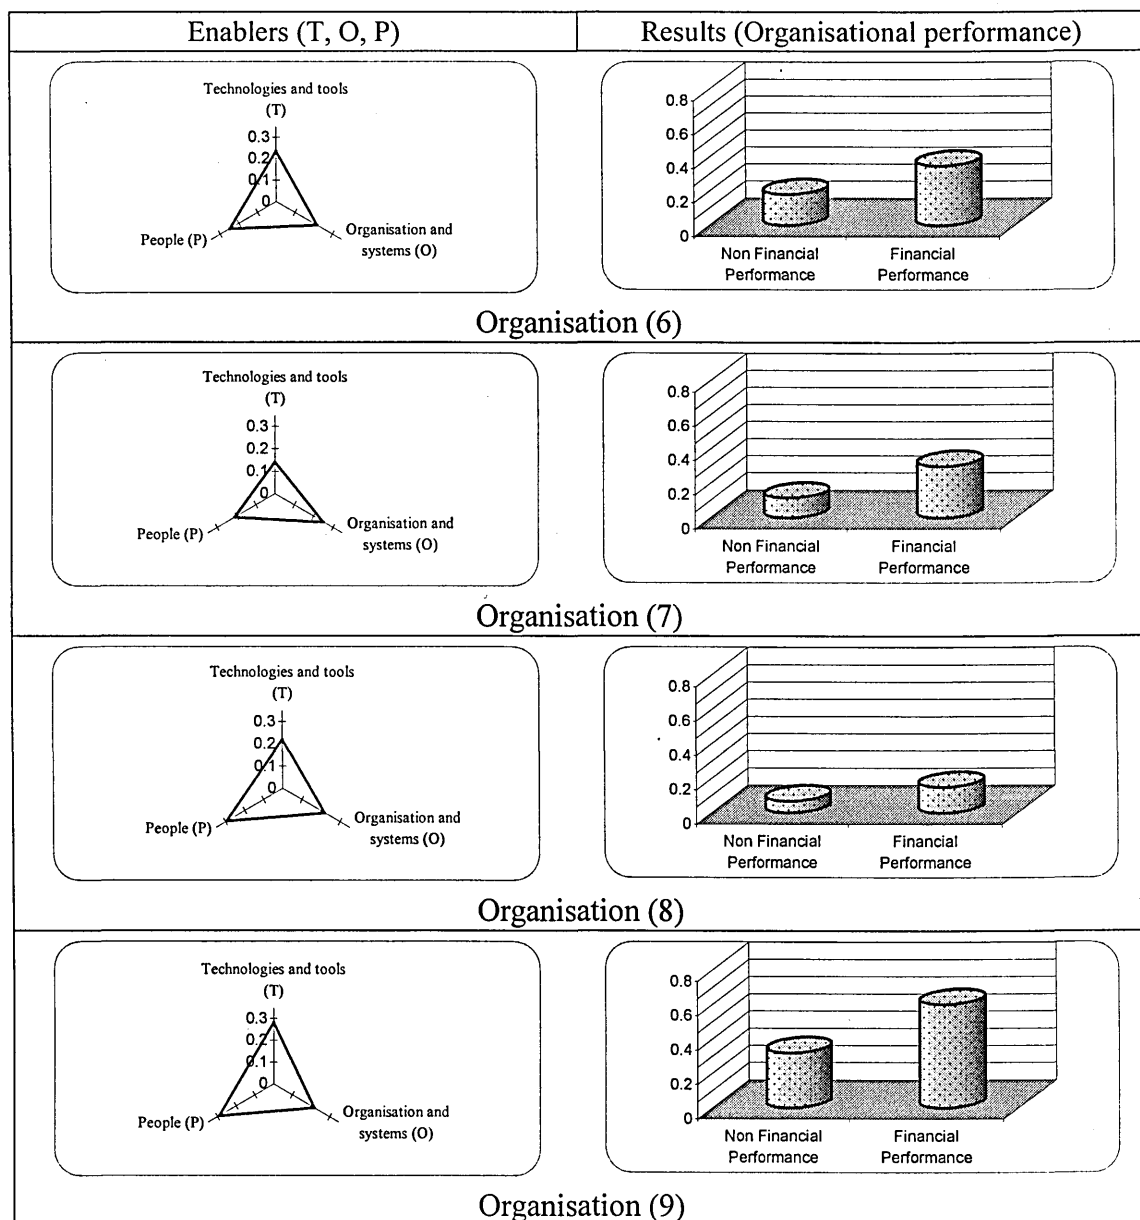 Enablers (T, O, P)
Results (Organisational performance)
Technologies and tools
(T)
0.3
0.2
0.1
0
People (P)
Organisation and
systems (O)
0.8
0.6
0.4
0.2
0
Non Financial
Performance
Financial
Performance
Organisation (6)
Technologies and tools
(T)
0.3
0.2
0.1
0
People (P)
Organisation and
systems (O)
0.8
0.6
0.4
0.2
0
Non Financial
Performance
Financial
Performance
Organisation (7)
Technologies and tools
(T)
0.3
0.2
0.1
0
People (P)
Organisation and
systems (O)
0.8
0.6
0.4
0.2
0
Non Financial
Performance
Financial
Performance
Organisation (8)
Technologies and tools
(T)
0.3
0.2
0.1
0
People (P)
Organisation and
systems (O)
0.8
0.6
0.4
0.2
0
Non Financial
Performance
Financial
Performance
Organisation (9)